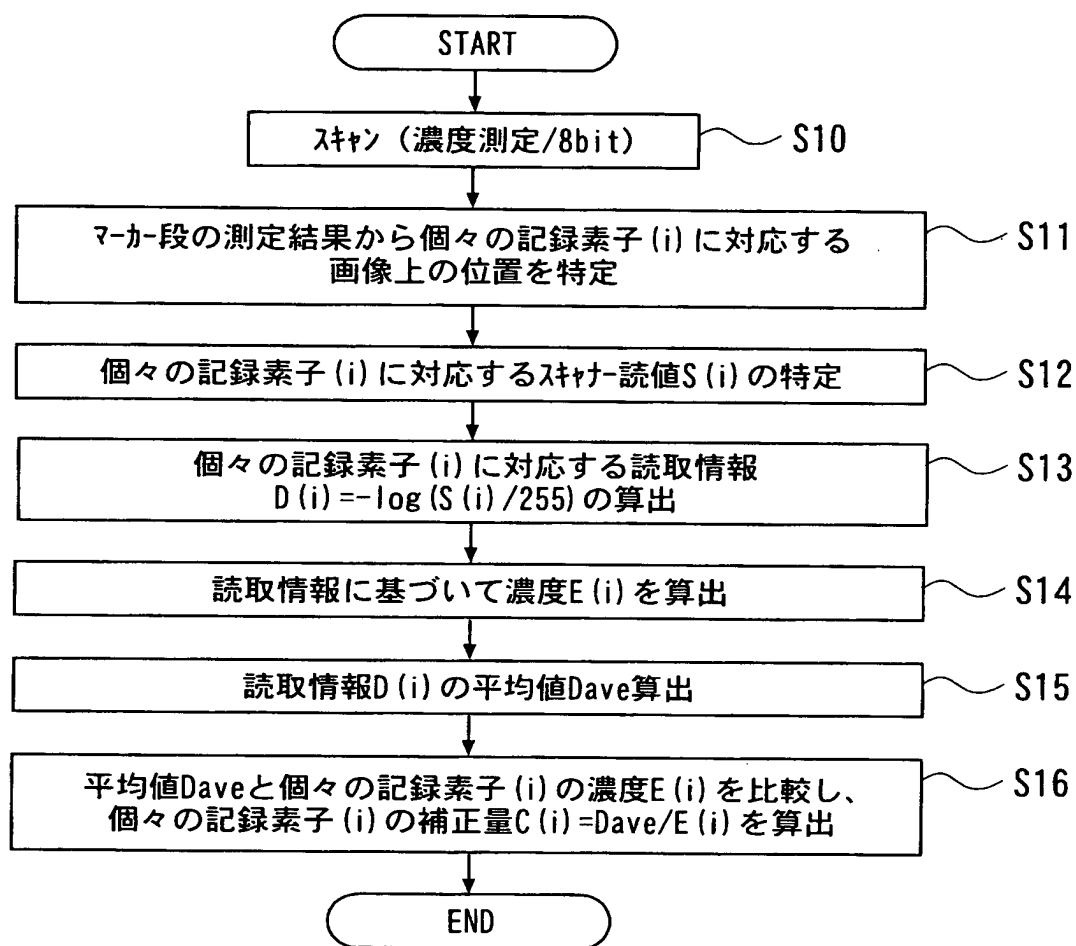 START
スキャン（濃度測定/8bit）
S10
マーカー段の測定結果から個々の記録素子(i)に対応する
画像上の位置を特定
S11
個々の記録素子(i)に対応するスキャナー読値S(i)の特定
S12
個々の記録素子(i)に対応する読取情報
D(i)=-log(S(i)/255)の算出
S13
読取情報に基づいて濃度E(i)を算出
S14
読取情報D(i)の平均値Dave算出
S15
平均値Daveと個々の記録素子(i)の濃度E(i)を比較し、
個々の記録素子(i)の補正量C(i)=Dave/E(i)を算出
S16
END